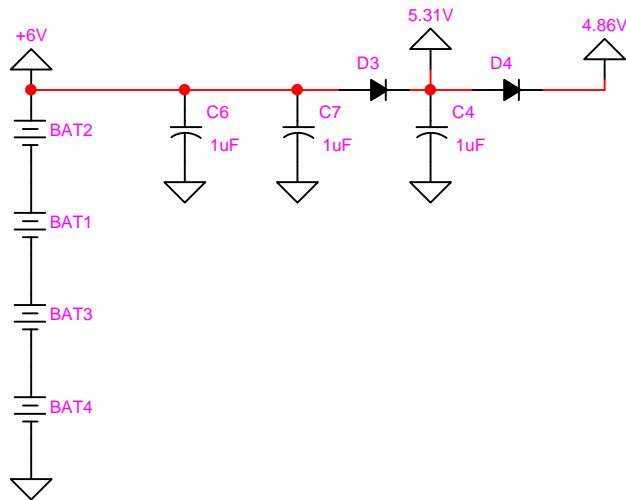 5.31V
+6V
4.86V
D3
D4
C6
C7
C4
BAT2
1uF
1uF
1uF
BAT1
BAT3
BAT4